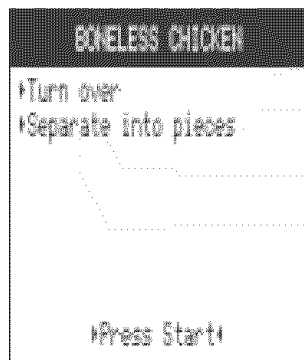 BONELESS CHICKEN
Turn over
Separate into pieces
Press Start